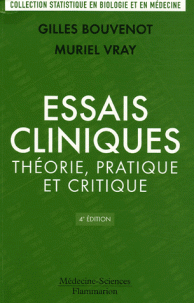 COLLECTION STATISTIQUE EN BIOLOGIE ET EN MÉDECINE
GILLES BOUVENOT
MURIEL VRAY
ESSAIS
CLINIQUES
THÉORIE, PRATIQUE
ET CRITIQUE
4e ÉDITION
Médecine-Sciences
Flammarion